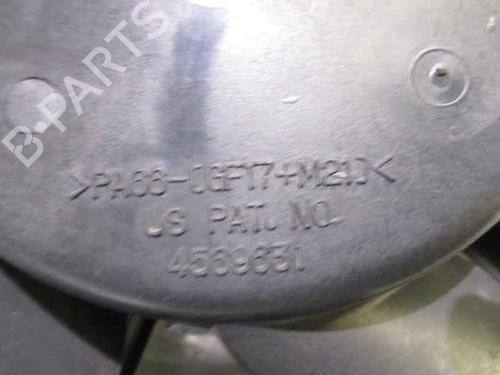 >PA66-(GF17+M21)<
US PAT. NO.
4569631
B-PARTS